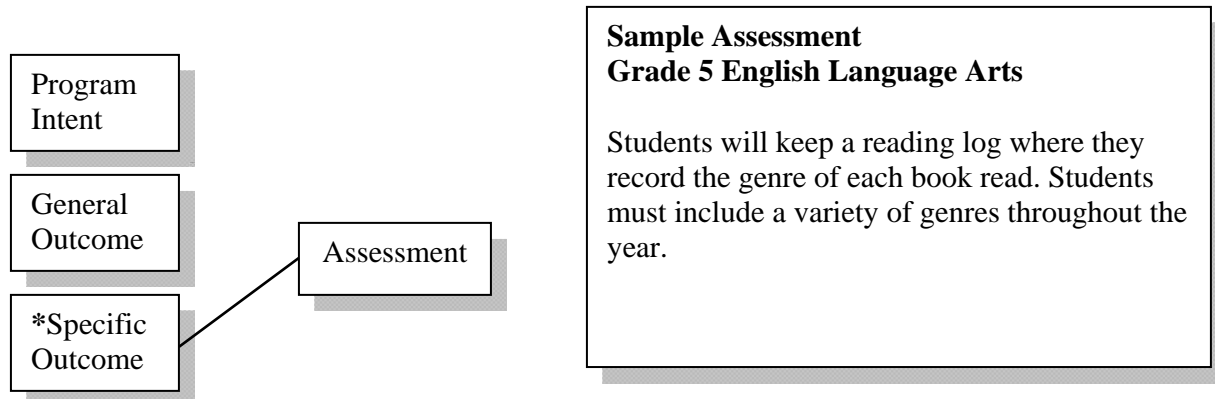 Program
Intent
General
Outcome
*Specific
Outcome
Assessment
Sample Assessment
Grade 5 English Language Arts
Students will keep a reading log where they
record the genre of each book read. Students
must include a variety of genres throughout the
year.